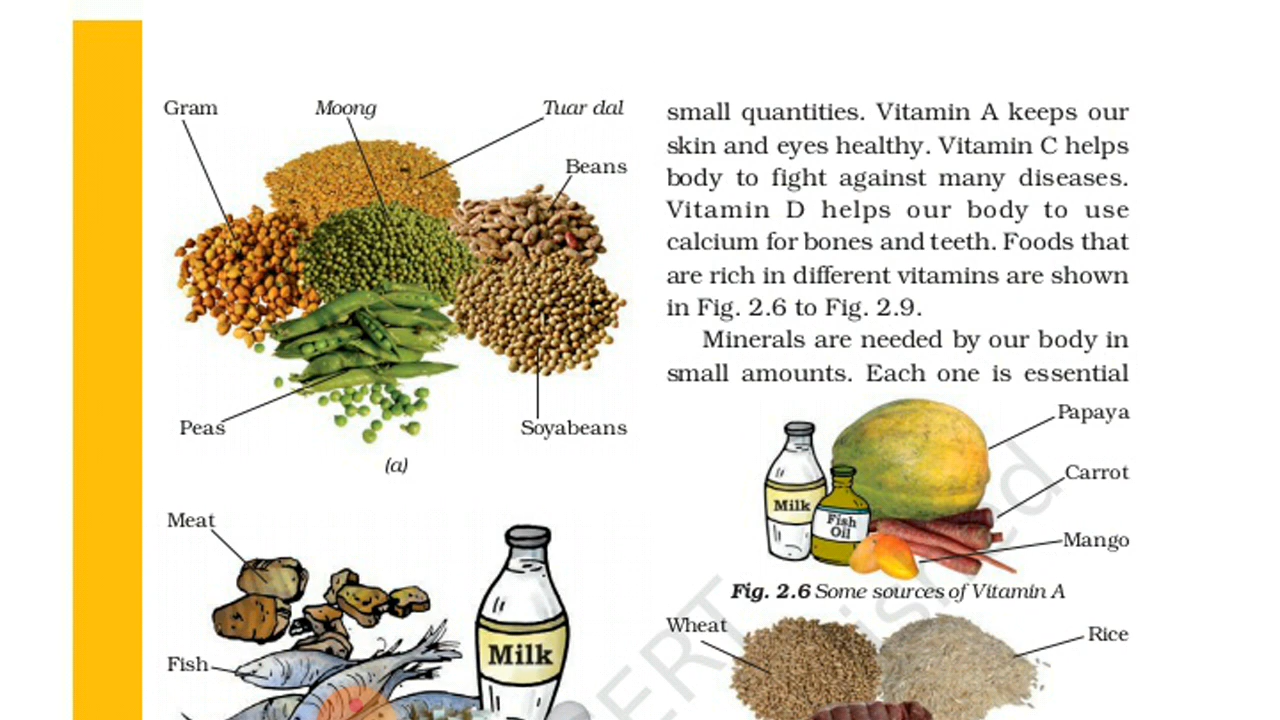 Gram
Moong
Tuar dal
Beans
Peas
Soyabeans
(a)
Meat
Fish
Milk
small quantities. Vitamin A keeps our
skin and eyes healthy. Vitamin C helps
body to fight against many diseases.
Vitamin D helps our body to use
calcium for bones and teeth. Foods that
are rich in different vitamins are shown
in Fig. 2.6 to Fig. 2.9.
Minerals are needed by our body in
small amounts. Each one is essential
Papaya
Carrot
Milk
Fish
Oil
Mango
Fig. 2.6 Some sources of Vitamin A
Wheat
Rice